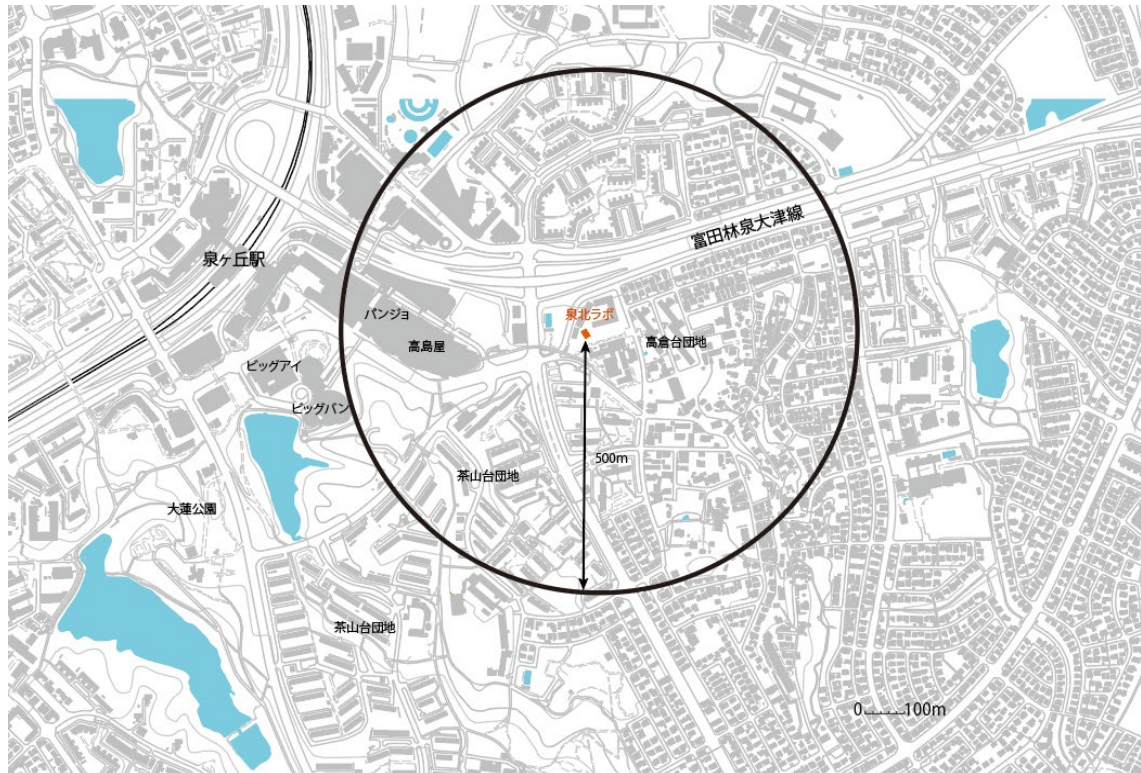 富田林泉大津線
泉ヶ丘駅
パンジョ
泉北ラボ
高島屋
高倉台団地
ビッグアイ
ビッグバン
500m
茶山台団地
大蓮公園
茶山台団地
0 100m